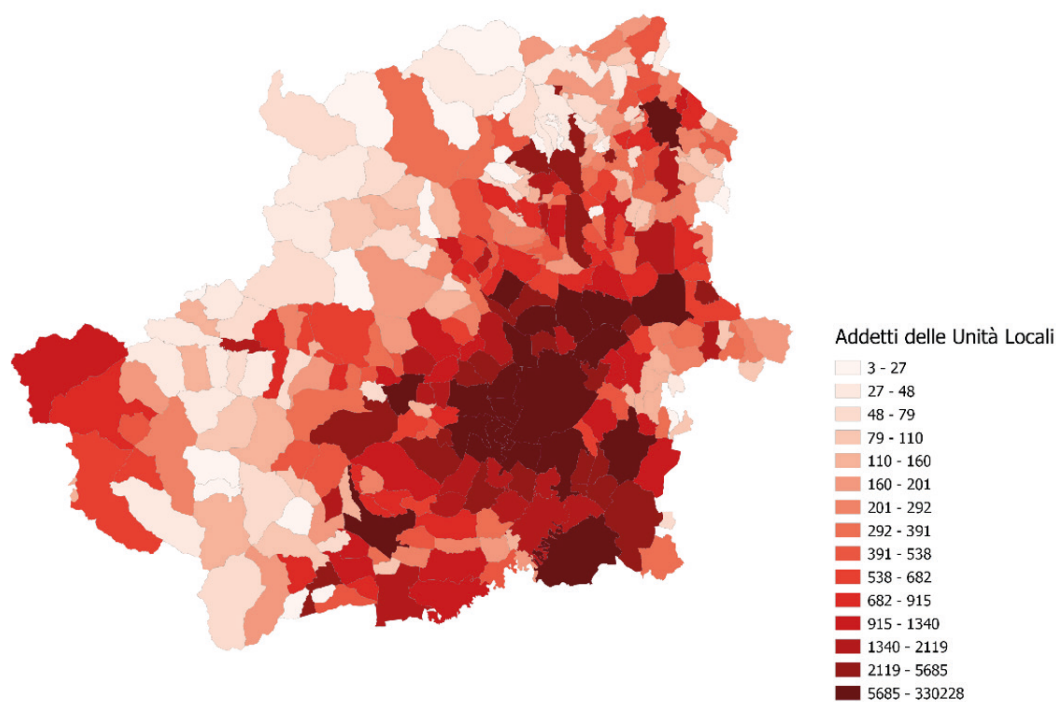 Addetti delle Unità Locali
3 - 27
27 - 48
48 - 79
79 - 110
110 - 160
160 - 201
201 - 292
292 - 391
391 - 538
538 - 682
682 - 915
915 - 1340
1340 - 2119
2119 - 5685
5685 - 330228